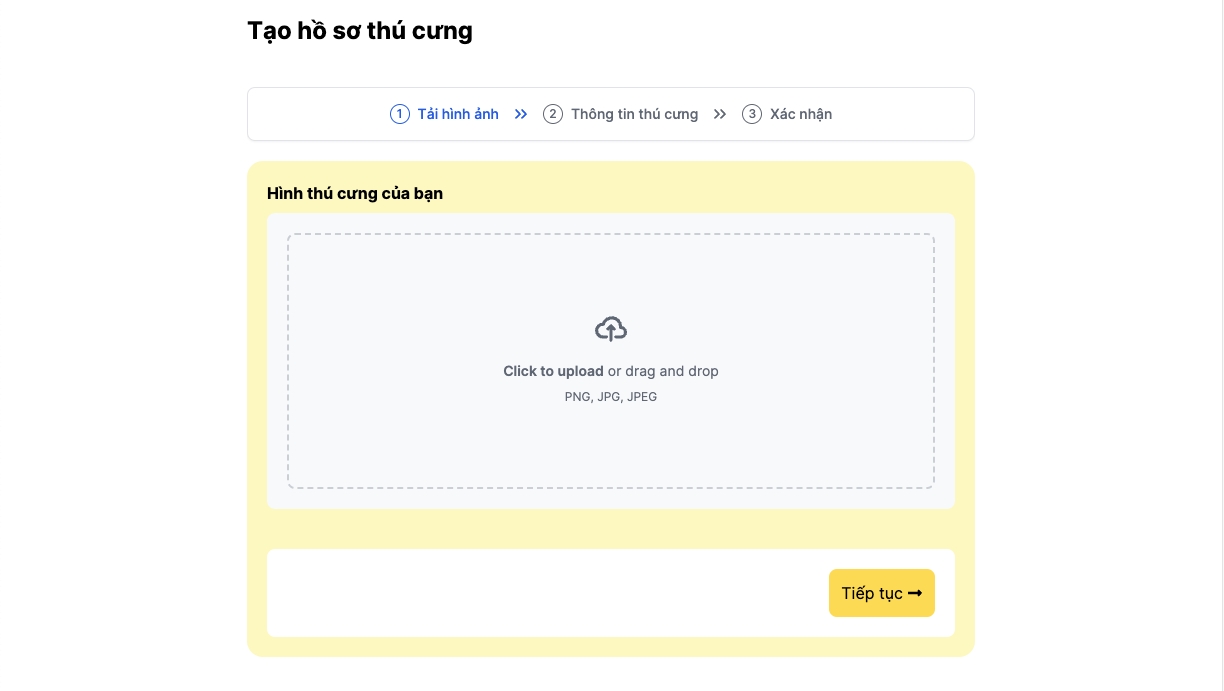 Tạo hồ sơ thú cưng
1 Tải hình ảnh 2 Thông tin thú cưng 3 Xác nhận
Hình thú cưng của bạn
Click to upload or drag and drop
PNG, JPG, JPEG
Tiếp tục